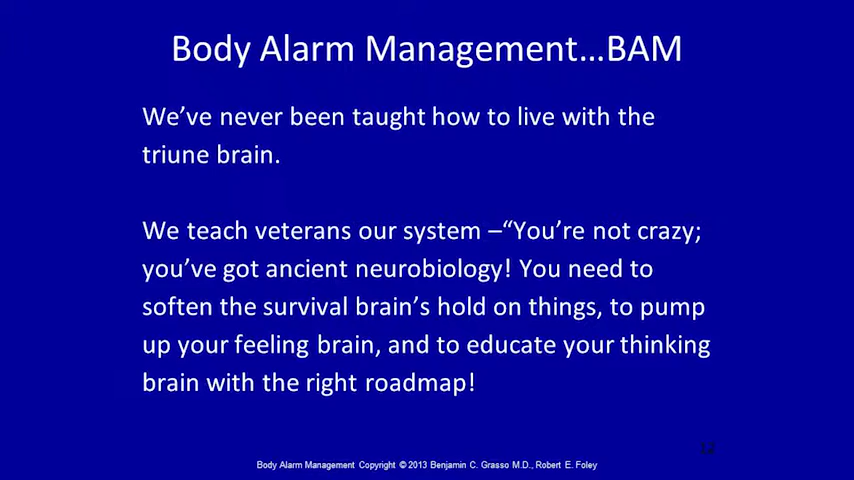 Body Alarm Management…BAM
We’ve never been taught how to live with the
triune brain.
We teach veterans our system –“You’re not crazy;
you’ve got ancient neurobiology! You need to
soften the survival brain’s hold on things, to pump
up your feeling brain, and to educate your thinking
brain with the right roadmap!
Body Alarm Management Copyright © 2013 Benjamin C. Grasso M.D., Robert E. Foley